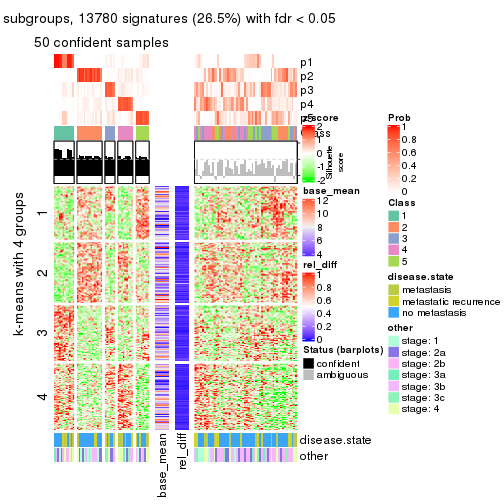 subgroups, 13780 signatures (26.5%) with fdr < 0.05
50 confident samples
p1
p2
p3
p4
p5
z-score
2
1
0
-1
-2
Class
Silhouette
score
k-means with 4 groups
1
2
3
4
base_mean
12
10
8
6
4
rel_diff
1
0.8
0.6
0.4
0.2
0
Status (barplots)
confident
ambiguous
Prob
1
0.8
0.6
0.4
0.2
0
Class
1
2
3
4
5
disease.state
metastasis
metastatic recurrence
no metastasis
other
stage: 1
stage: 2a
stage: 2b
stage: 3a
stage: 3b
stage: 3c
stage: 4
disease.state
other
base_mean
rel_diff